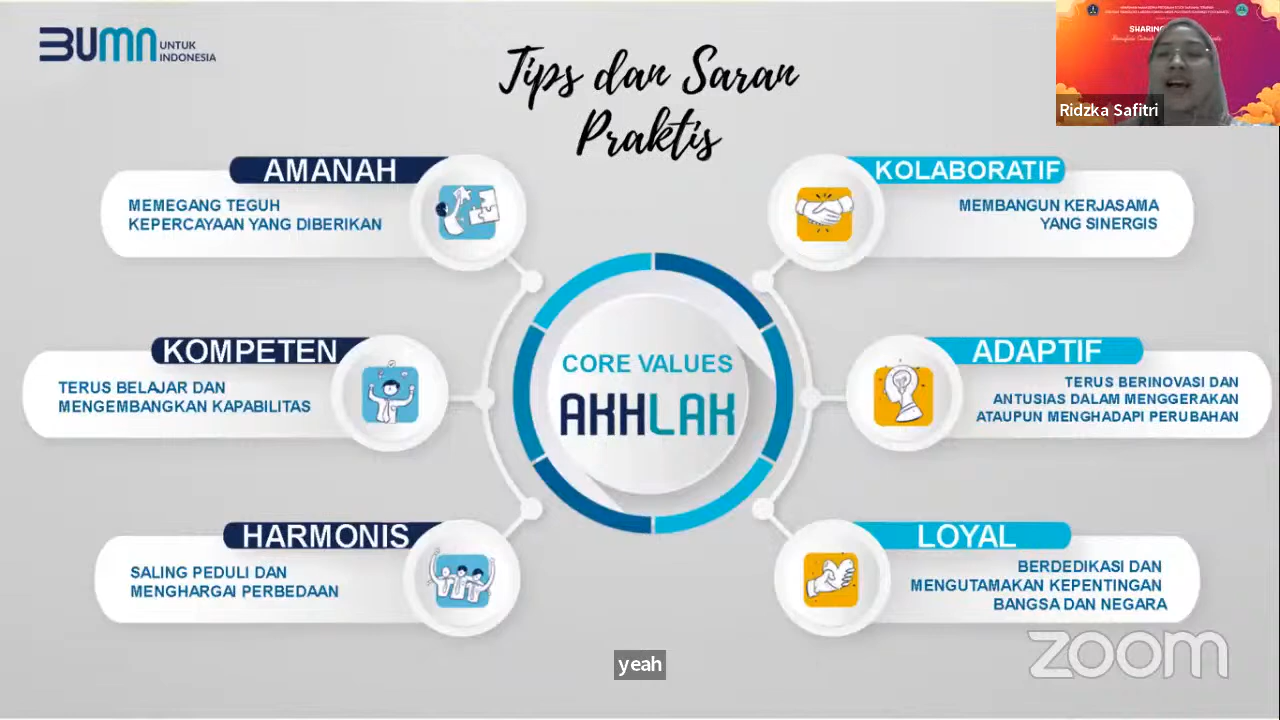 BUMN
UNTUK
INDONESIA
Tips dan Saran
Praktis
SHARING
Ridzka Safitri
AMANAH
MEMEGANG TEGUH
KEPERCAYAAN YANG DIBERIKAN
KOMPETEN
TERUS BELAJAR DAN
MENGEMBANGKAN KAPABILITAS
HARMONIS
SALING PEDULI DAN
MENGHARGAI PERBEDAAN
CORE VALUES
AKHLAK
KOLABORATIF
MEMBANGUN KERJASAMA
YANG SINERGIS
ADAPTIF
TERUS BERINOVASI DAN
ANTUSIAS DALAM MENGGERAKAN
ATAUPUN MENGHADAPI PERUBAHAN
LOYAL
BERDEDIKASI DAN
MENGUTAMAKAN KEPENTINGAN
BANGSA DAN NEGARA
zoom
yeah